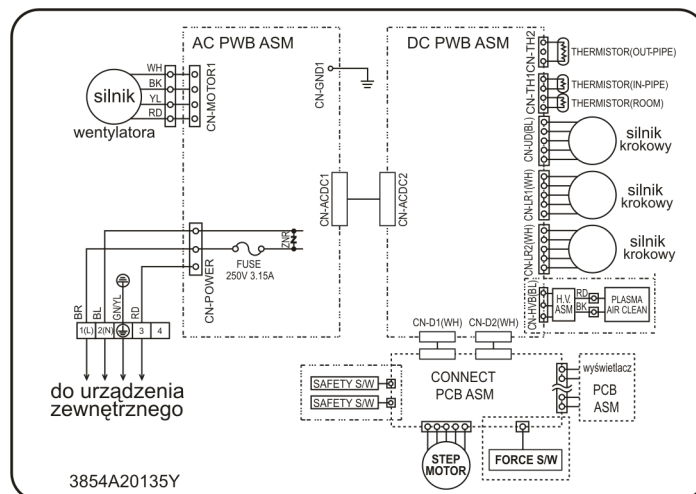 AC PWB ASM
DC PWB ASM
WH
BK
YL
RD
silnik
wentylatora
CN-MOTOR1
CN-GND1
CN-TH2
THERMISTOR(OUT-PIPE)
CN-TH1
THERMISTOR(IN-PIPE)
THERMISTOR(ROOM)
CN-UD(BL)
silnik
krokowy
CN-ACDC1
CN-ACDC2
CN-LR1(WH)
silnik
krokowy
CN-LR2(WH)
silnik
krokowy
CN-POWER
FUSE
250V 3.15A
ZNR
CN-HVB(BL)
H.V.
ASM
RD
BK
PLASMA
AIR CLEAN
BR
BL
GN/YL
RD
1(L)
2(N)
3
4
do urządzenia
zewnętrznego
CN-D1(WH)
CN-D2(WH)
CONNECT
PCB ASM
SAFETY S/W
SAFETY S/W
wyświetlacz
PCB
ASM
STEP
MOTOR
FORCE S/W
3854A20135Y